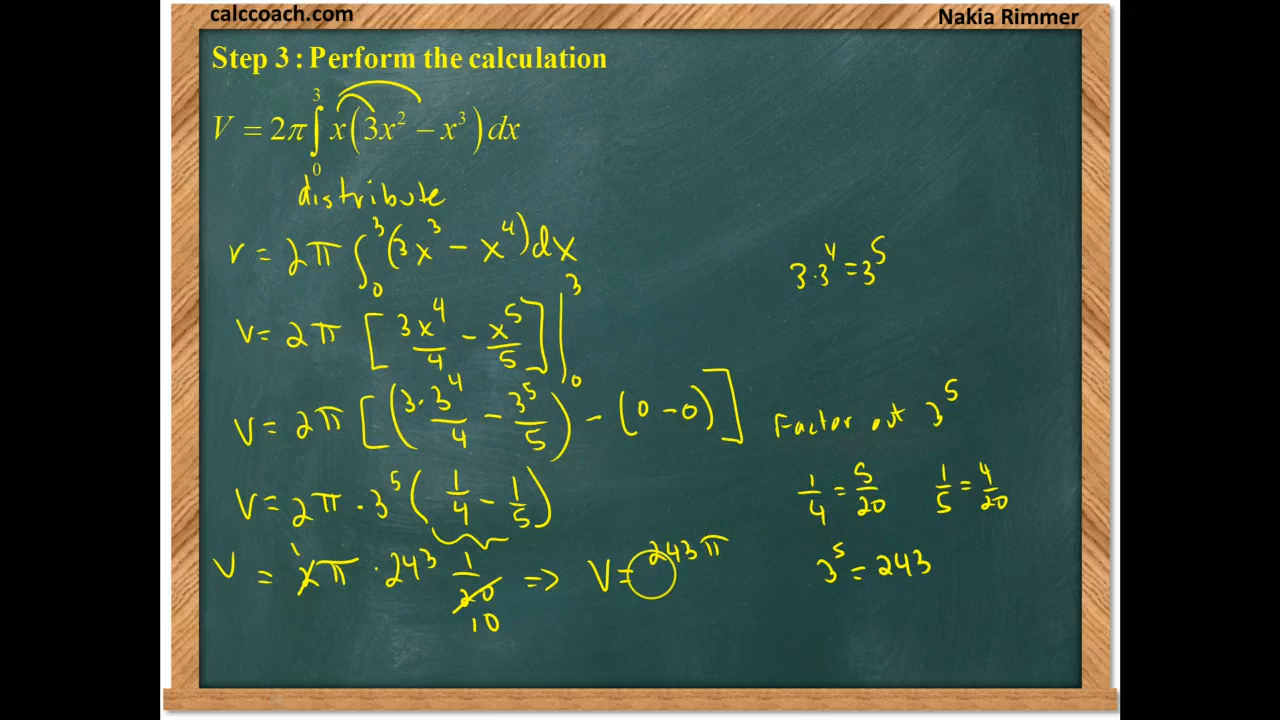 calccoach.com
Nakia Rimmer
Step 3 : Perform the calculation
V = 2π ∫₀³ x(3x² − x³) dx
distribute
V = 2π ∫₀³ (3x³ − x⁴) dx
3·3⁴ = 3⁵
V = 2π [3x⁴/4 − x⁵/5] |₀³
V = 2π [(3·3⁴/4 − 3⁵/5) − (0 − 0)]
Factor out 3⁵
V = 2π · 3⁵ (1/4 − 1/5)
1/4 = 5/20 1/5 = 4/20
V = 2π · 243 1/20 => V = 243π
1
10
3⁵ = 243